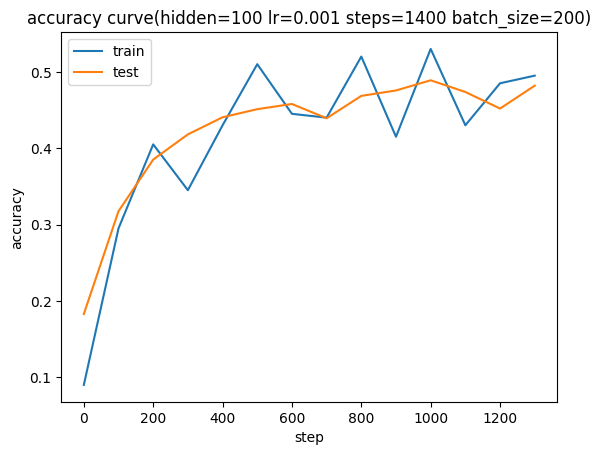 accuracy curve(hidden=100 lr=0.001 steps=1400 batch_size=200)
train
test
0.5
0.4
0.3
0.2
0.1
accuracy
0 200 400 600 800 1000 1200
step